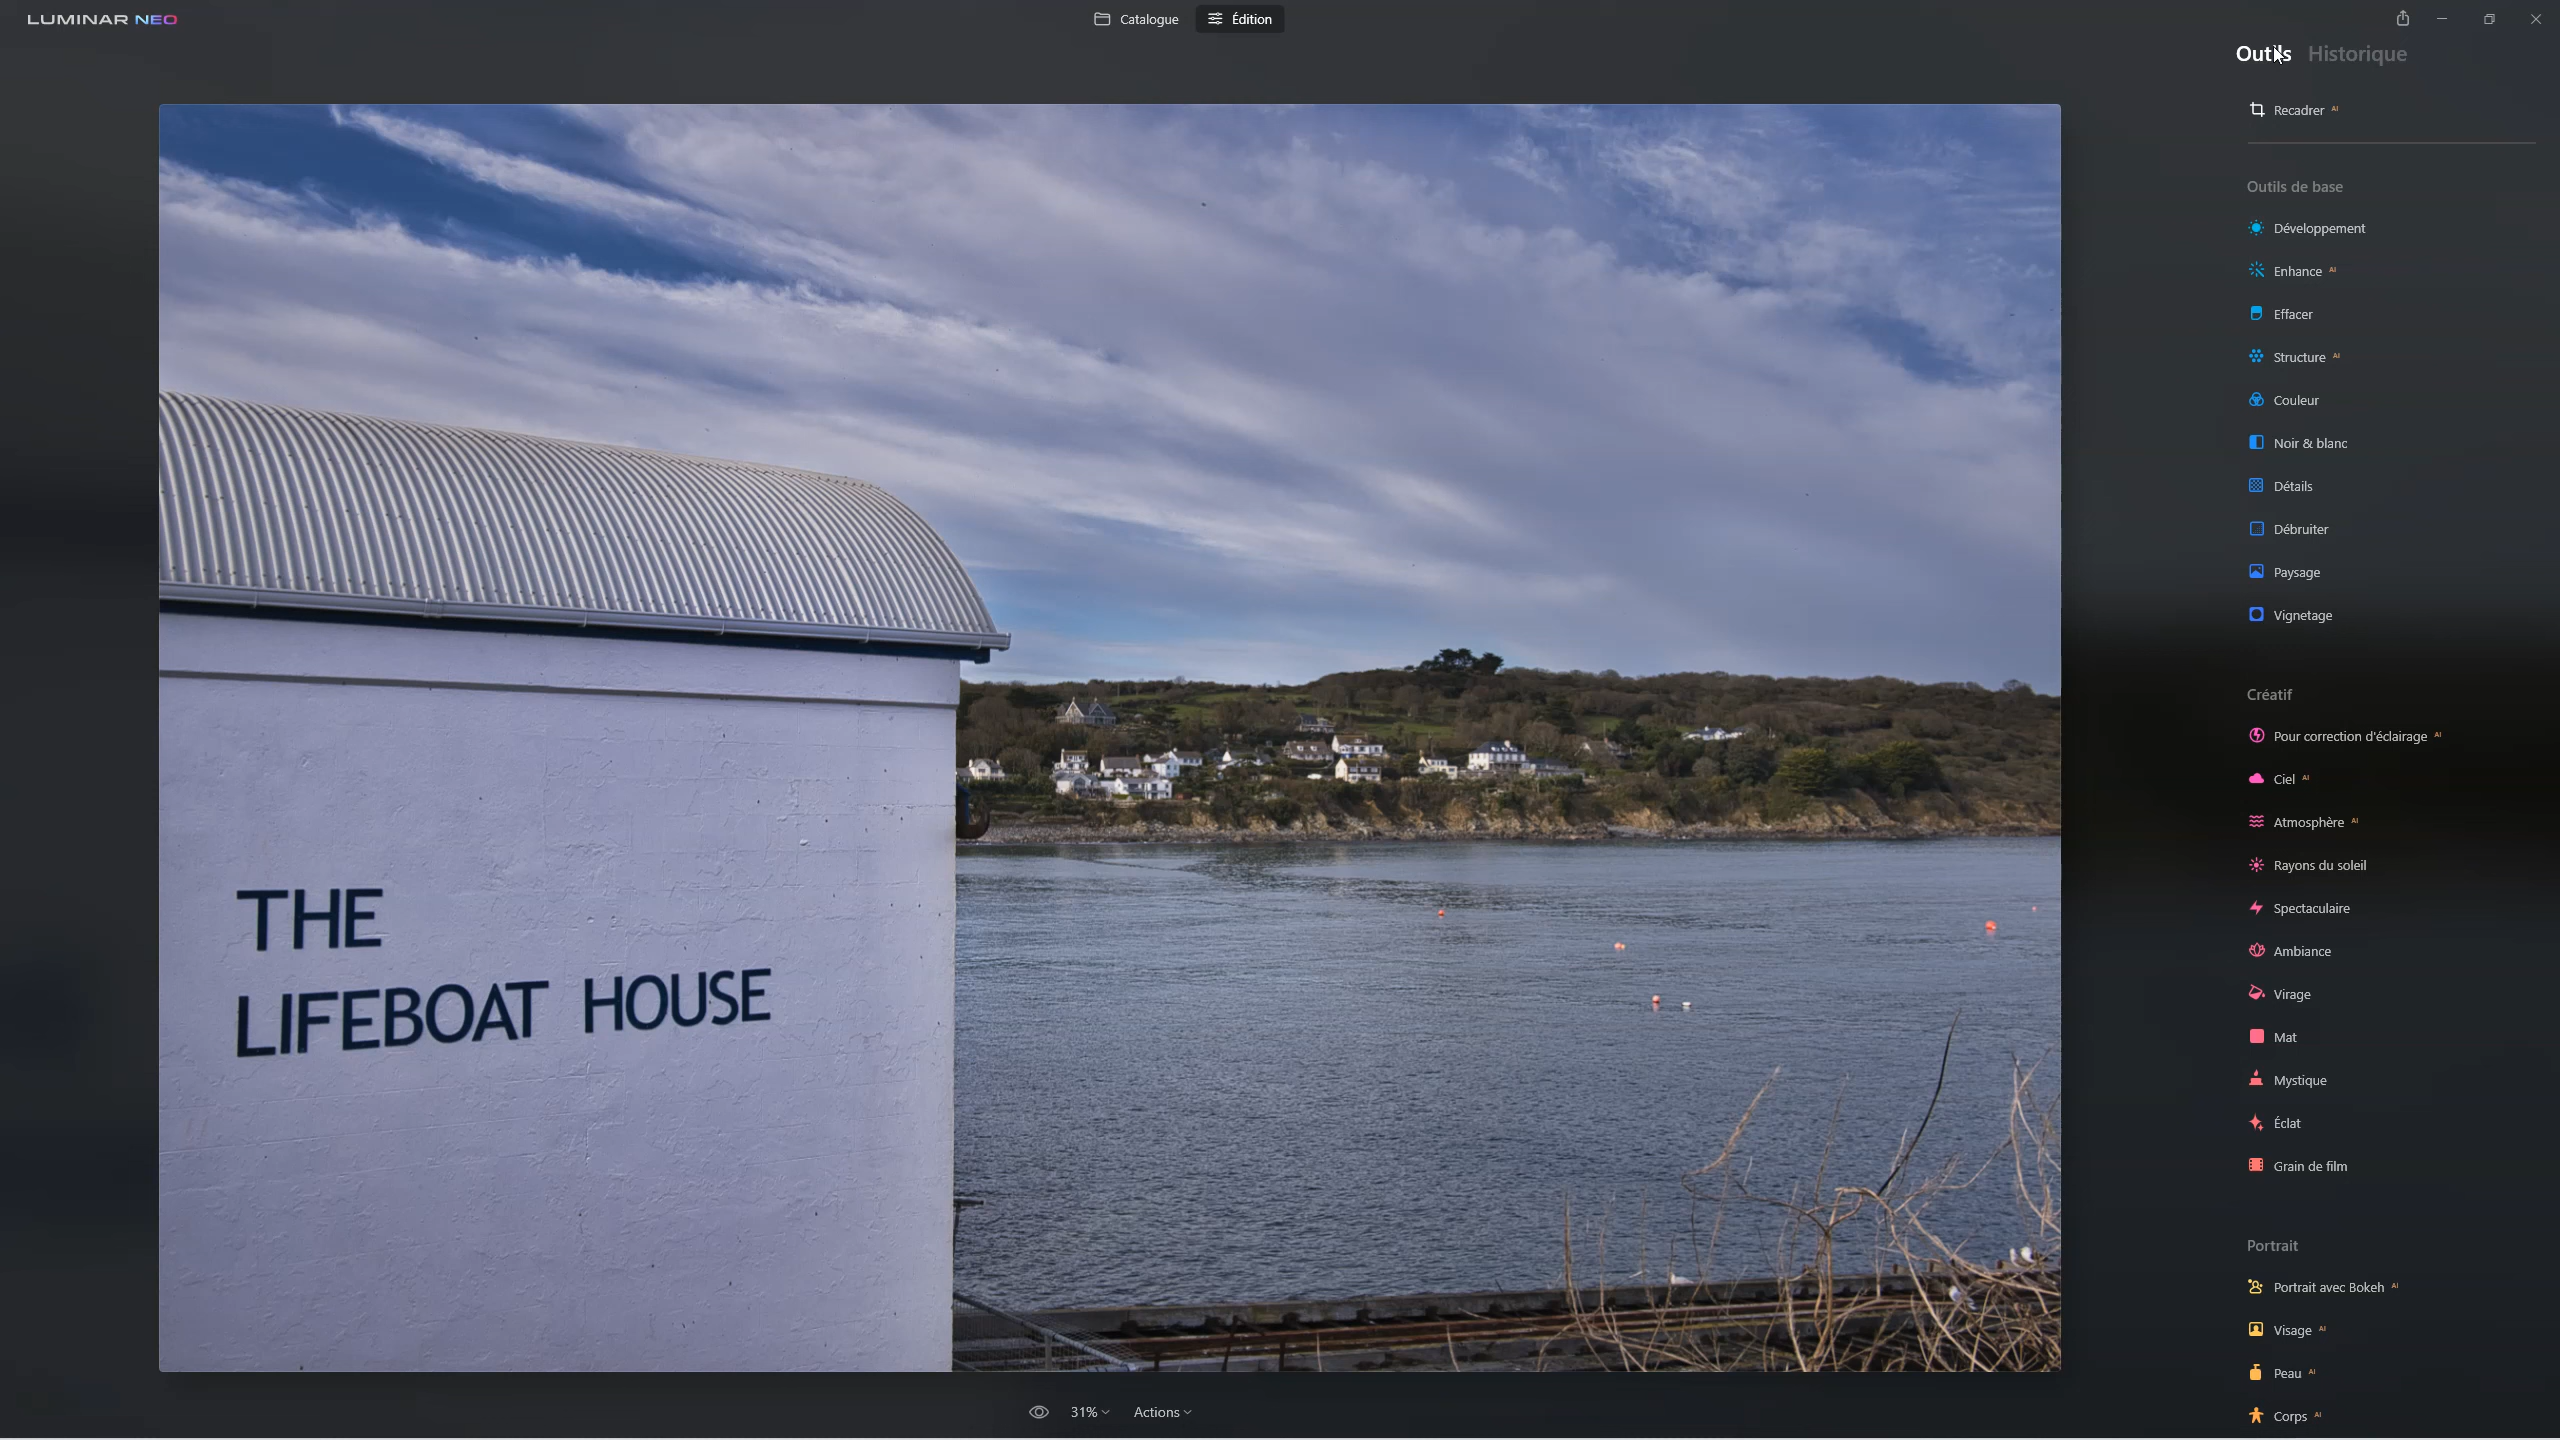 LUMINAR NEO
Catalogue
Édition
Outils
Historique
Recadrer AI
Outils de base
Développement
Enhance AI
Effacer
Structure AI
Couleur
Noir & blanc
Détails
Débruiter
Paysage
Vignetage
Créatif
Pour correction d'éclairage AI
Ciel AI
Atmosphère AI
Rayons du soleil
Spectaculaire
Ambiance
Virage
Mat
Mystique
Éclat
Grain de film
Portrait
Portrait avec Bokeh AI
Visage AI
Peau AI
Corps AI
THE
LIFEBOAT HOUSE
31%
Actions